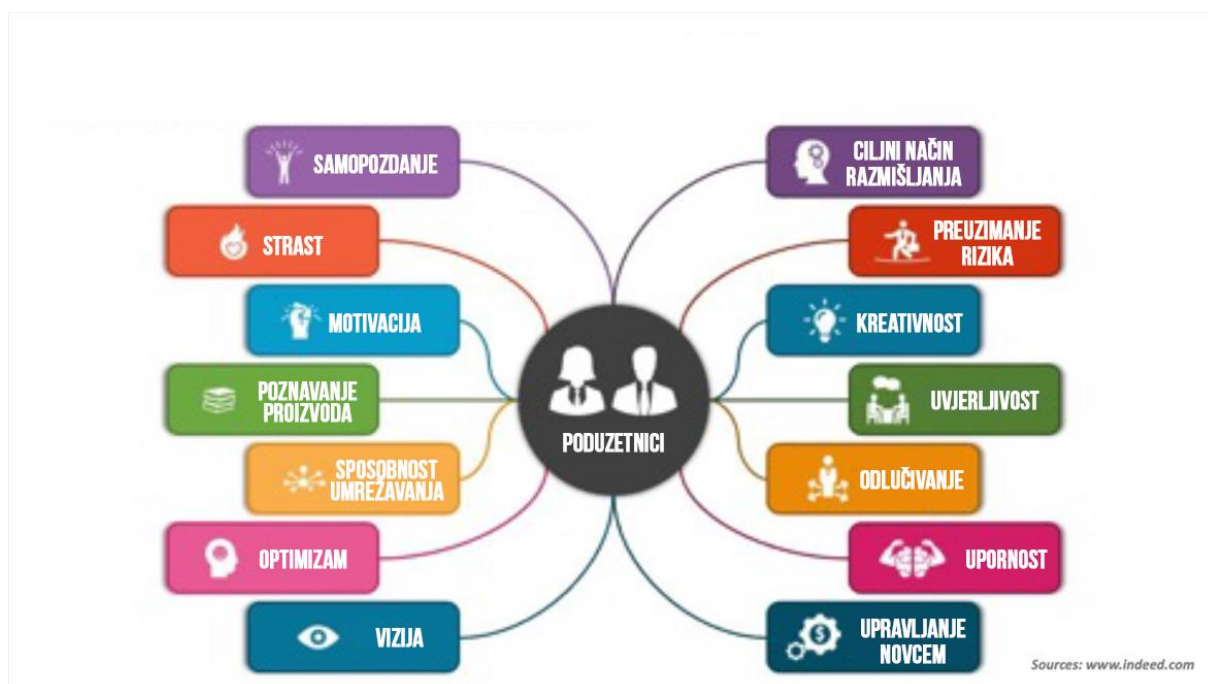 SAMOPOZDANJE
STRAST
MOTIVACIJA
POZNAVANJE
PROIZVODA
SPOSOBNOST
UMREŽAVANJA
OPTIMIZAM
VIZIJA
PODUZETNICI
CILJNI NAČIN
RAZMIŠLJANJA
PREUZIMANJE
RIZIKA
KREATIVNOST
UVJERLJIVOST
ODLUČIVANJE
UPORNOST
UPRAVLJANJE
NOVCEM
$
Sources: www.indeed.com